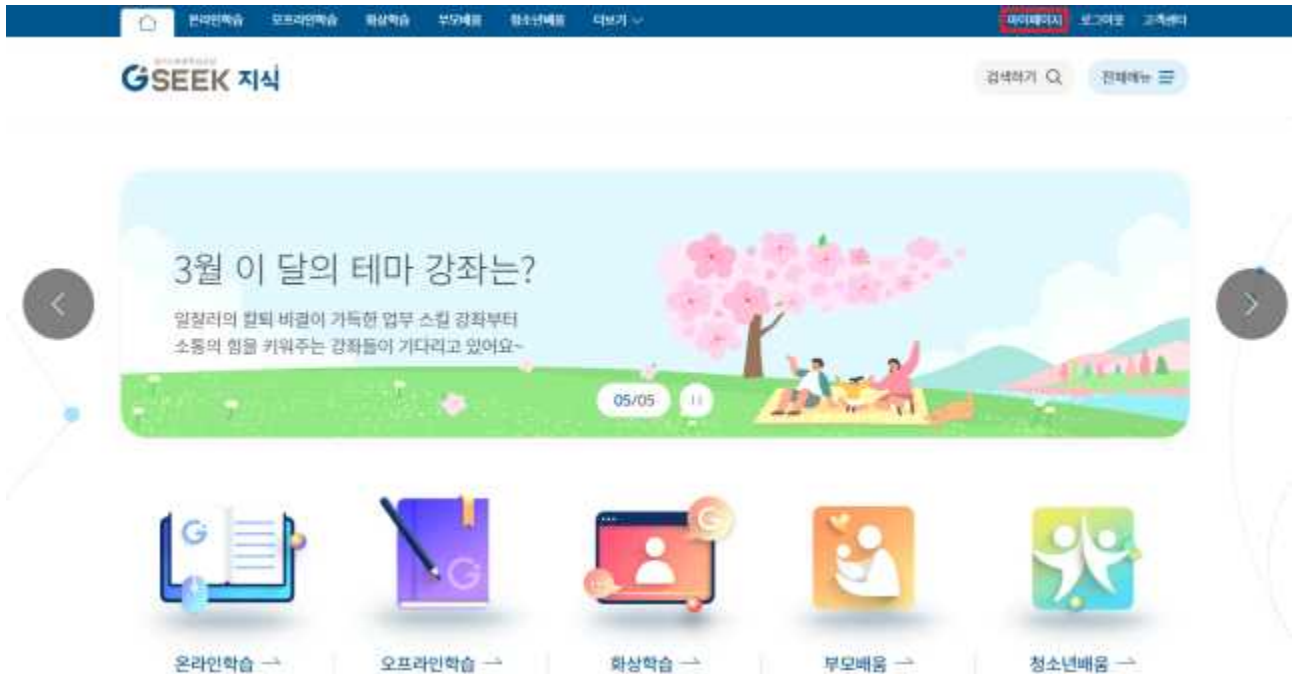 온라인학습 오프라인학습 화상학습 부모배움 청소년배움 더보기
마이페이지 로그아웃 고객센터
GSEEK 지식
검색하기
전체메뉴
3월 이 달의 테마 강좌는?
일잘러의 칼퇴 비결이 가득한 업무 스킬 강좌부터
소통의 힘을 키워주는 강좌들이 기다리고 있어요~
05/05
온라인학습
오프라인학습
화상학습
부모배움
청소년배움